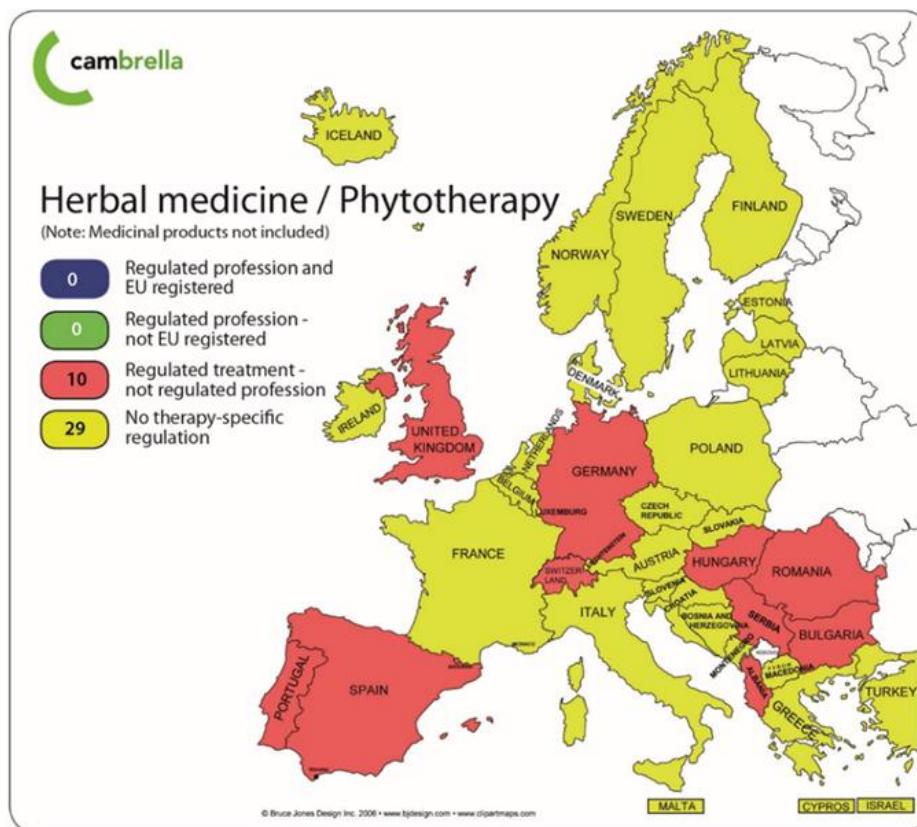 cambrella
ICELAND
Herbal medicine / Phytotherapy
(Note: Medicinal products not included)
0 Regulated profession and
EU registered
0 Regulated profession -
not EU registered
10 Regulated treatment -
not regulated profession
29 No therapy-specific
regulation
NORWAY
SWEDEN
FINLAND
ESTONIA
LATVIA
LITHUANIA
DENMARK
IRELAND
UNITED
KINGDOM
NETHERLANDS
BELGIUM
LUXEMBURG
GERMANY
POLAND
CZECH
REPUBLIC
SLOVAKIA
LIECHTENSTEIN
AUSTRIA
HUNGARY
ROMANIA
FRANCE
SWITZER
LAND
SLOVENIA
CROATIA
ITALY
BOSNIA AND
HERZEGOVINA
SERBIA
BULGARIA
MONTENEGRO
KOSOVO
MONACO
FYROM
MACEDONIA
ALBANIA
PORTUGAL
SPAIN
GREECE
TURKEY
MALTA
CYPROS
ISRAEL
© Bruce Jones Design Inc. 2006 • www.bjdesign.com • www.clipartmaps.com